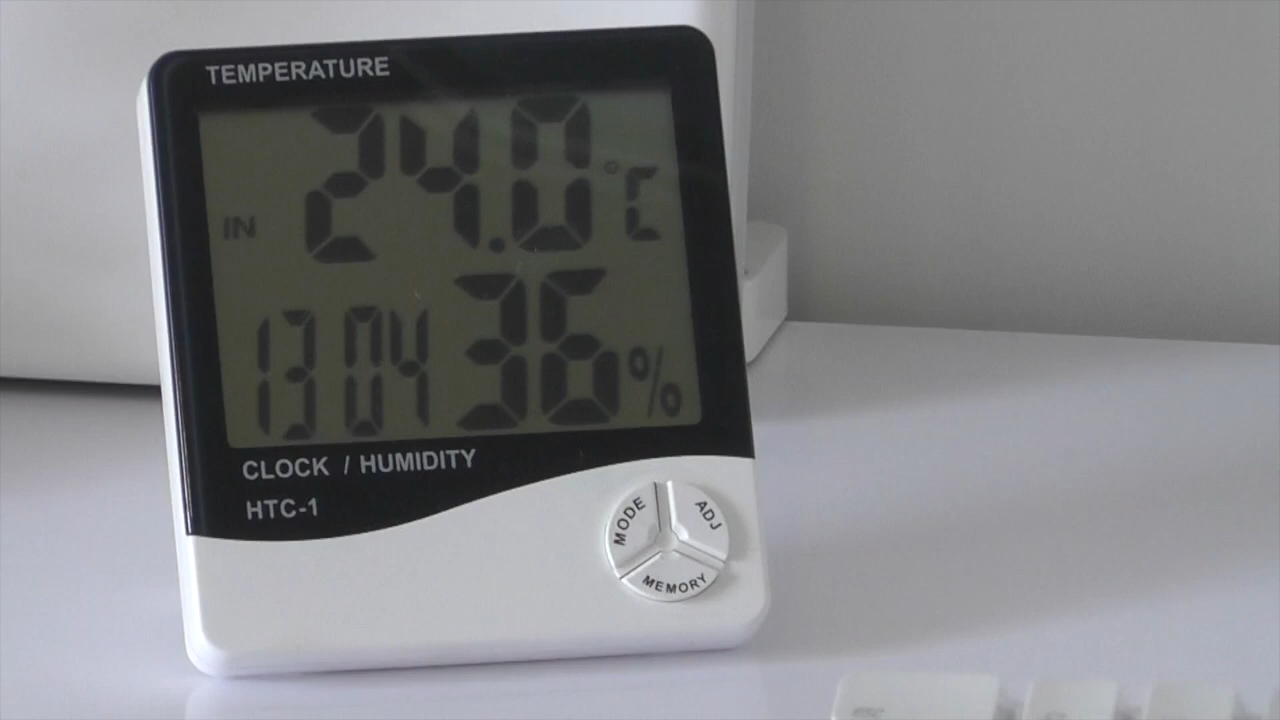 TEMPERATURE
24.0 °C
IN
13 04 36 %
CLOCK / HUMIDITY
HTC-1
MODE
ADJ
MEMORY